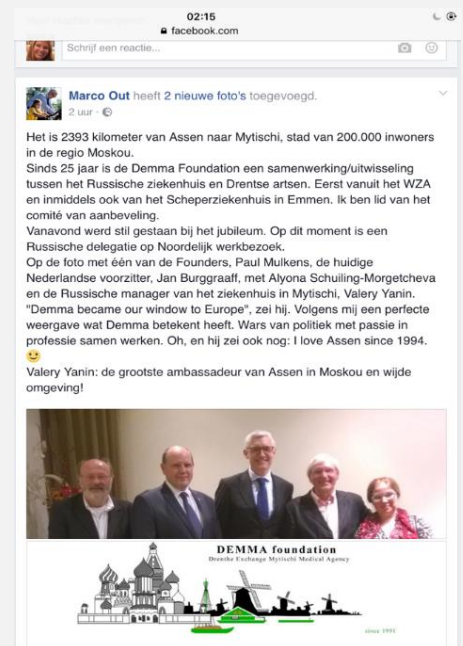 02:15
facebook.com
Schrijf een reactie...
Marco Out heeft 2 nieuwe foto's toegevoegd.
2 uur ·
Het is 2393 kilometer van Assen naar Mytischi, stad van 200.000 inwoners
in de regio Moskou.
Sinds 25 jaar is de Demma Foundation een samenwerking/uitwisseling
tussen het Russische ziekenhuis en Drentse artsen. Eerst vanuit het WZA
en inmiddels ook van het Scheperziekenhuis in Emmen. Ik ben lid van het
comité van aanbeveling.
Vanavond werd stil gestaan bij het jubileum. Op dit moment is een
Russische delegatie op Noordelijk werkbezoek.
Op de foto met één van de Founders, Paul Mulkens, de huidige
Nederlandse voorzitter, Jan Burggraaff, met Alyona Schuiling-Morgetcheva
en de Russische manager van het ziekenhuis in Mytischi, Valery Yanin.
"Demma became our window to Europe", zei hij. Volgens mij een perfecte
weergave wat Demma betekent heeft. Wars van politiek met passie in
professie samen werken. Oh, en hij zei ook nog: I love Assen since 1994.
Valery Yanin: de grootste ambassadeur van Assen in Moskou en wijde
omgeving!
DEMMA foundation
Drenthe Exchange Mytischi Medical Agency
since 1991